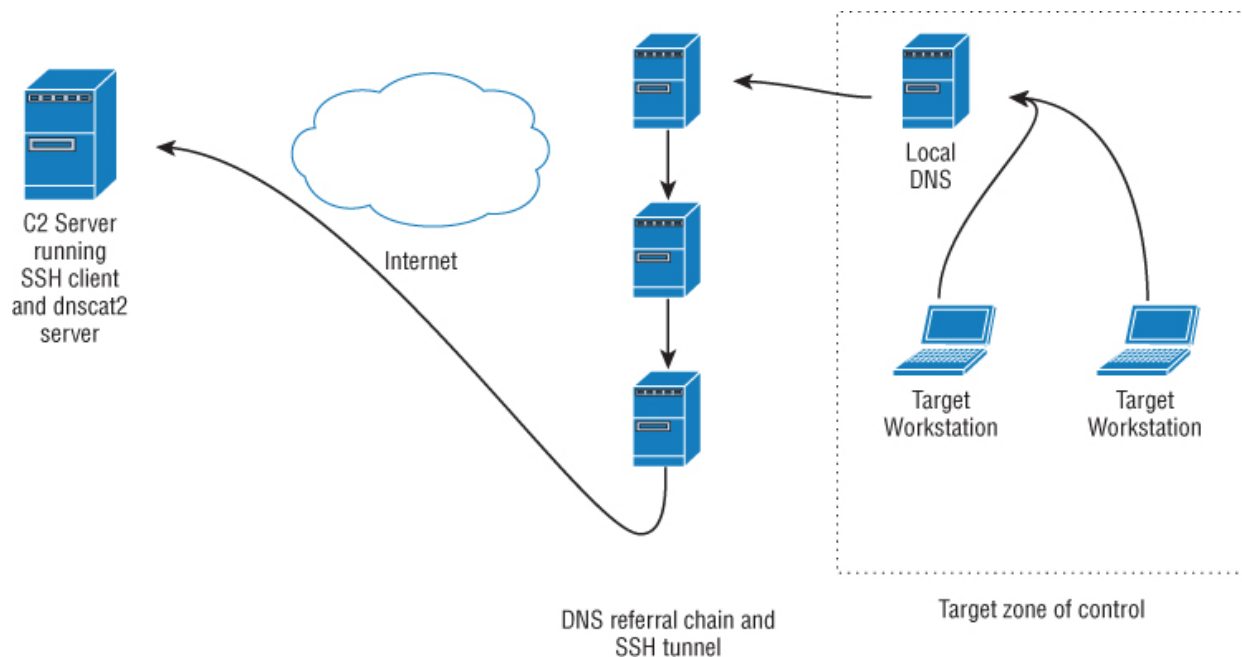 C2 Server
running
SSH client
and dnscat2
server
Internet
DNS referral chain and
SSH tunnel
Local
DNS
Target
Workstation
Target
Workstation
Target zone of control